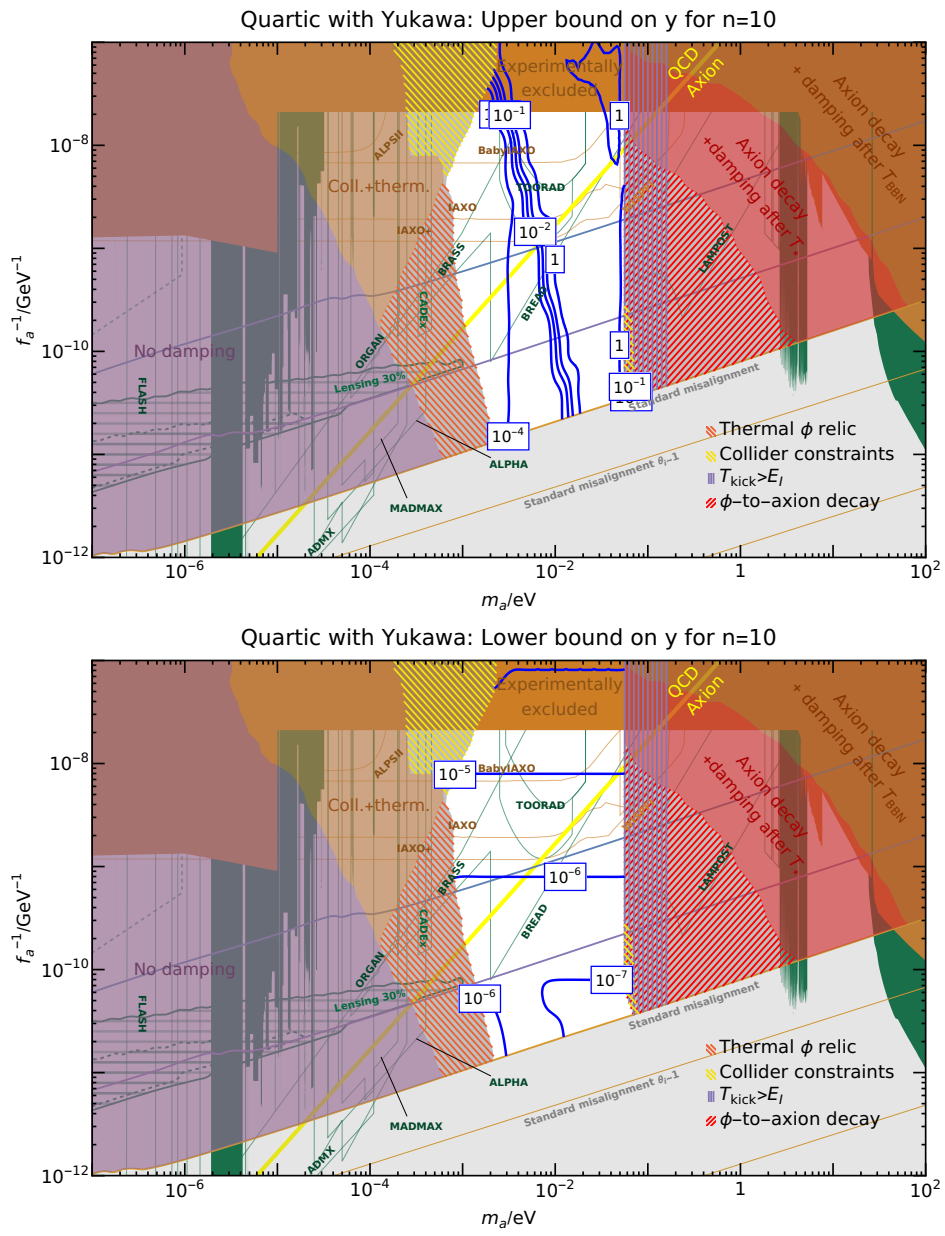 Quartic with Yukawa: Upper bound on y for n=10
Experimentally
excluded
QCD
Axion
Axion decay
+ damping after T_BBN
Axion decay
+damping after T_*
1
10⁻¹
1
10⁻⁸
ALPSII
BabyIAXO
Coll.+therm.
TOORAD
IAXO
IAXO+
10⁻²
BRASS
1
LAMPOST
CADEx
BREAD
f_a⁻¹/GeV⁻¹
10⁻¹⁰
No damping
ORGAN
1
FLASH
Lensing 30%
10⁻¹
Standard misalignment
10⁻⁴
ALPHA
Standard misalignment θᵢ~1
MADMAX
ADMX
Thermal ϕ relic
Collider constraints
T_kick>E_I
ϕ−to−axion decay
10⁻¹²
10⁻⁶
10⁻⁴
10⁻²
1
10²
m_a/eV
Quartic with Yukawa: Lower bound on y for n=10
Experimentally
excluded
QCD
Axion
Axion decay
+ damping after T_BBN
Axion decay
+damping after T_*
10⁻⁸
ALPSII
10⁻⁵
BabyIAXO
Coll.+therm.
TOORAD
IAXO
IAXO+
BRASS
10⁻⁶
LAMPOST
CADEx
BREAD
f_a⁻¹/GeV⁻¹
10⁻¹⁰
No damping
ORGAN
10⁻⁷
FLASH
Lensing 30%
10⁻⁶
Standard misalignment
ALPHA
Standard misalignment θᵢ~1
MADMAX
ADMX
Thermal ϕ relic
Collider constraints
T_kick>E_I
ϕ-to-axion decay
10⁻¹²
10⁻⁶
10⁻⁴
10⁻²
1
10²
m_a/eV